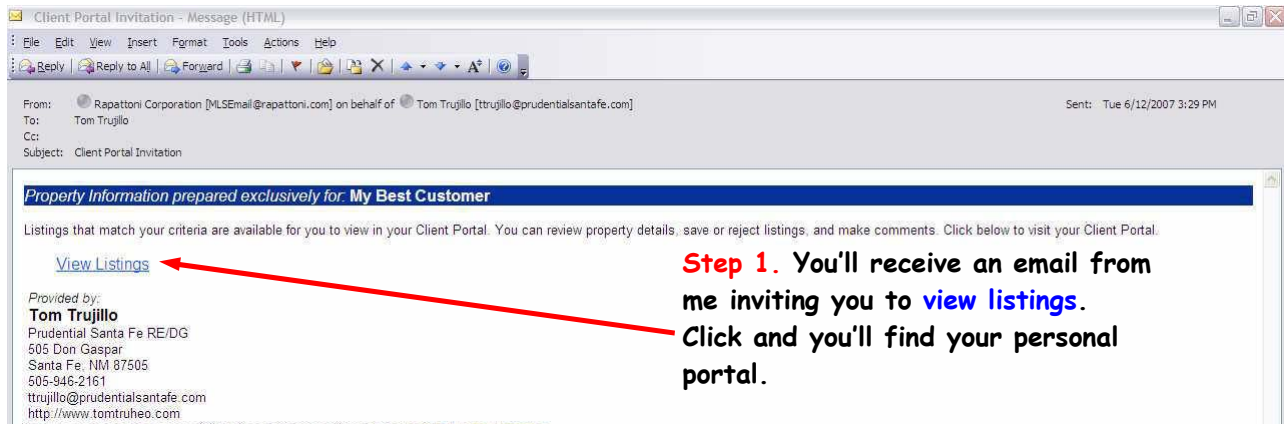 Client Portal Invitation - Message (HTML)
File Edit View Insert Format Tools Actions Help
Reply Reply to All Forward
From: Rapattoni Corporation [MLSEmail@rapattoni.com] on behalf of Tom Trujillo [ttrujillo@prudentialsantafe.com] Sent: Tue 6/12/2007 3:29 PM
To: Tom Trujillo
Cc:
Subject: Client Portal Invitation
Property Information prepared exclusively for: My Best Customer
Listings that match your criteria are available for you to view in your Client Portal. You can review property details, save or reject listings, and make comments. Click below to visit your Client Portal.
View Listings
Step 1. You'll receive an email from
me inviting you to view listings.
Click and you'll find your personal
portal.
Provided by:
Tom Trujillo
Prudential Santa Fe RE/DG
505 Don Gaspar
Santa Fe, NM 87505
505-946-2161
ttrujillo@prudentialsantafe.com
http://www.tomtruheo.com